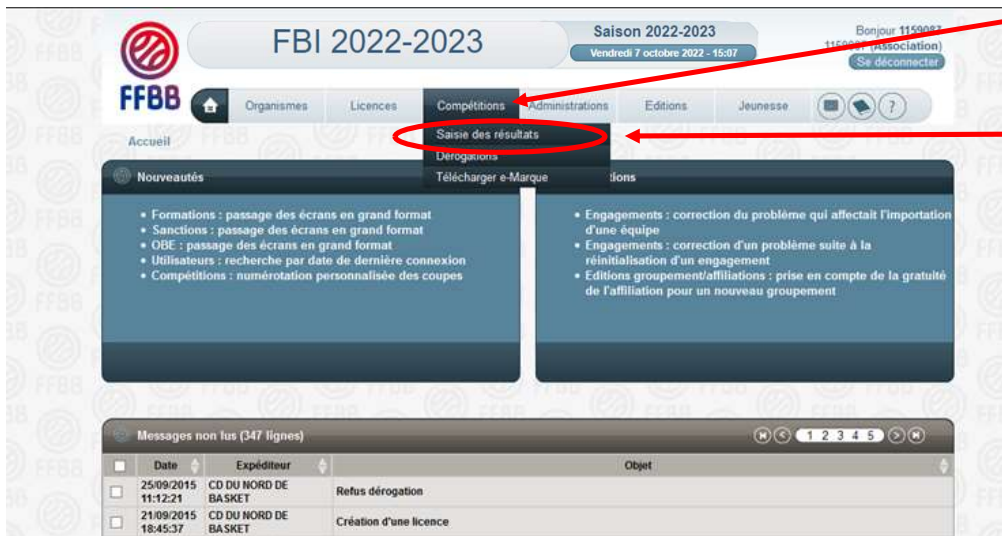 FBI 2022-2023
Saison 2022-2023
Vendredi 7 octobre 2022 - 15:07
Bonjour 1159087
(Association)
Se déconnecter
FFBB
Organismes
Licences
Compétitions
Administrations
Editions
Jeunesse
?
Saisie des résultats
Dérogations
Télécharger e-Marque
Accueil
Nouveautés
• Formations : passage des écrans en grand format
• Sanctions : passage des écrans en grand format
• OBE : passage des écrans en grand format
• Utilisateurs : recherche par date de dernière connexion
• Compétitions : numérotation personnalisée des coupes
• Engagements : correction du problème qui affectait l'importation
d'une équipe
• Engagements : correction d'un problème suite à la
réinitialisation d'un engagement
• Editions groupement/affiliations : prise en compte de la gratuité
de l'affiliation pour un nouveau groupement
Messages non lus (347 lignes)
1 2 3 4 5
Date
Expéditeur
Objet
25/09/2015
11:12:21
CD DU NORD DE
BASKET
Refus dérogation
21/09/2015
18:45:37
CD DU NORD DE
BASKET
Création d'une licence